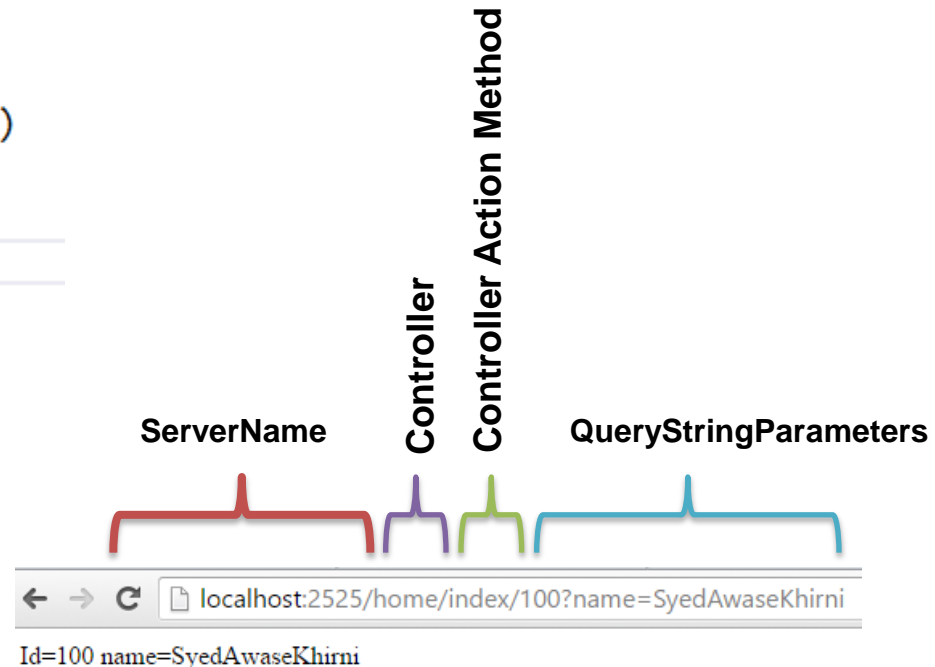 )
Controller Action Method
Controller
ServerName
QueryStringParameters
localhost:2525/home/index/100?name=SyedAwaseKhirni
Id=100 name=SyedAwaseKhirni